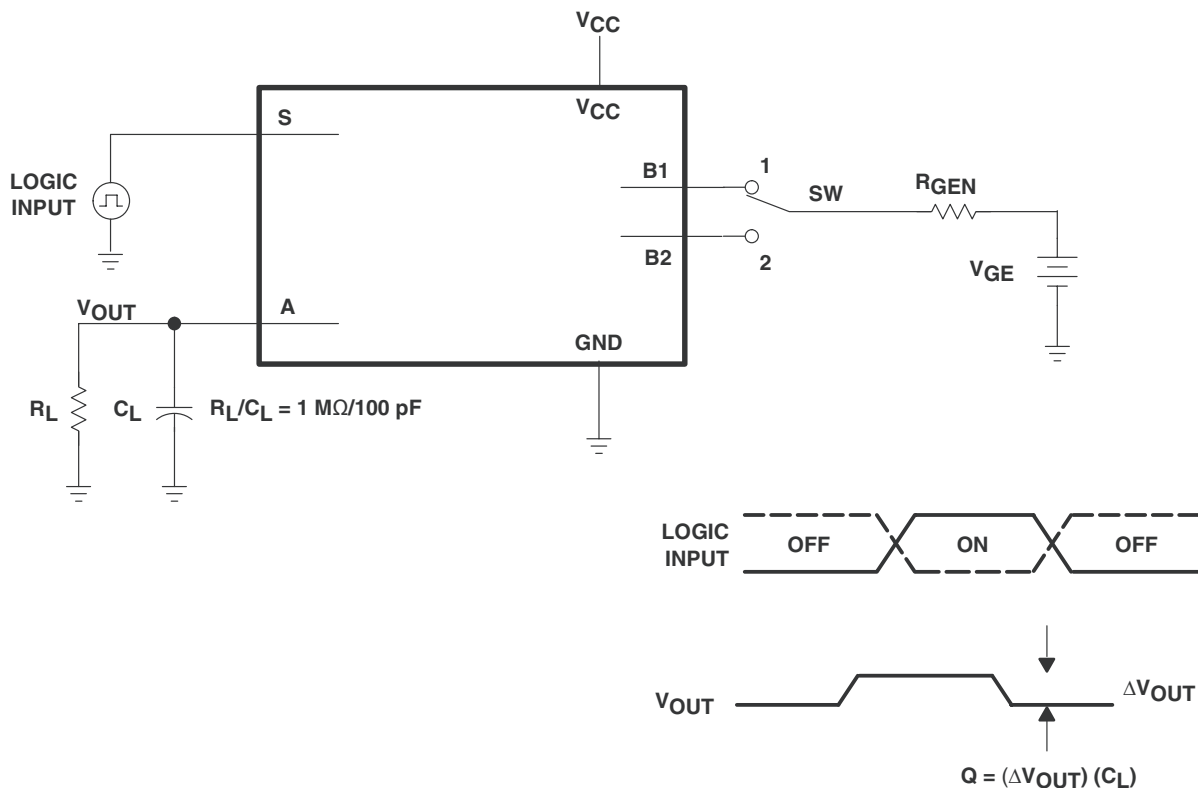 VCC
VCC
S
B1
1
SW
RGEN
LOGIC
INPUT
B2
2
VGE
VOUT
A
GND
RL
CL
RL/CL = 1 MΩ/100 pF
LOGIC
INPUT
OFF
ON
OFF
VOUT
ΔVOUT
Q = (ΔVOUT) (CL)